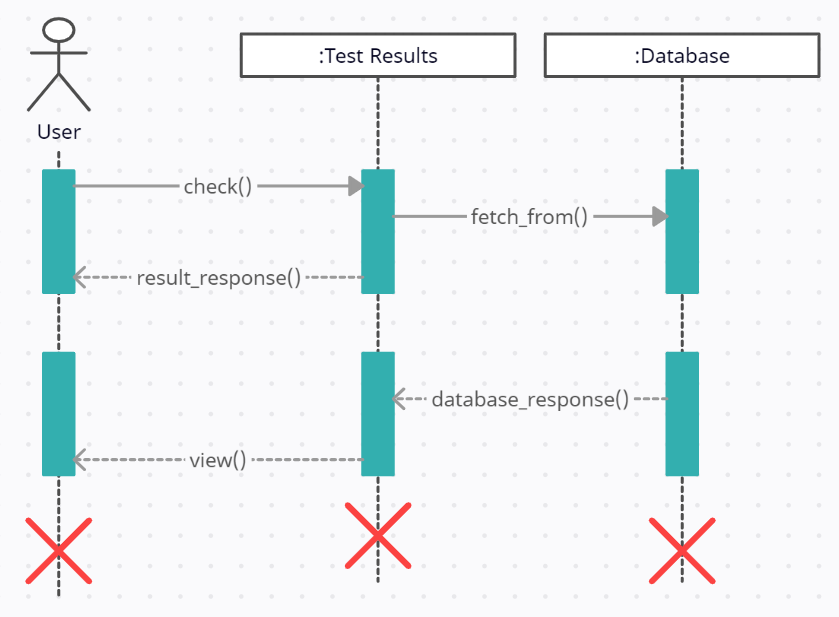 :Test Results
:Database
User
check()
fetch_from()
result_response()
database_response()
view()